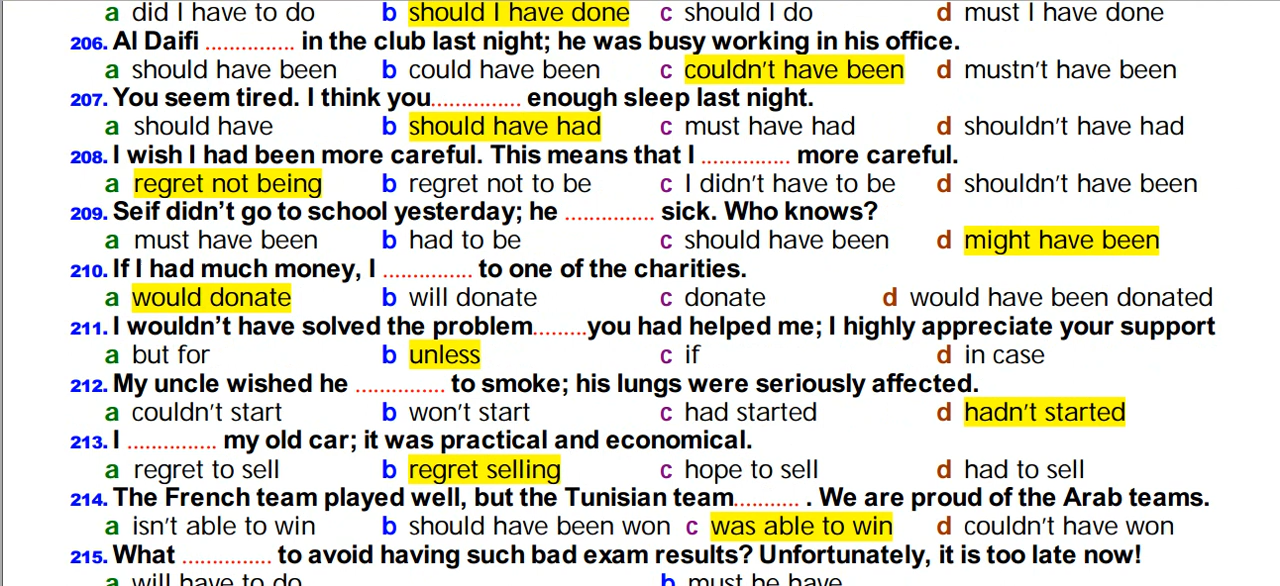 a did I have to do b should I have done c should I do d must I have done
206. Al Daifi .............. in the club last night; he was busy working in his office.
a should have been b could have been c couldn't have been d mustn't have been
207. You seem tired. I think you.............. enough sleep last night.
a should have b should have had c must have had d shouldn't have had
208. I wish I had been more careful. This means that I .............. more careful.
a regret not being b regret not to be c I didn't have to be d shouldn't have been
209. Seif didn't go to school yesterday; he .............. sick. Who knows?
a must have been b had to be c should have been d might have been
210. If I had much money, I .............. to one of the charities.
a would donate b will donate c donate d would have been donated
211. I wouldn't have solved the problem.........you had helped me; I highly appreciate your support
a but for b unless c if d in case
212. My uncle wished he .............. to smoke; his lungs were seriously affected.
a couldn't start b won't start c had started d hadn't started
213. I .............. my old car; it was practical and economical.
a regret to sell b regret selling c hope to sell d had to sell
214. The French team played well, but the Tunisian team.......... . We are proud of the Arab teams.
a isn't able to win b should have been won c was able to win d couldn't have won
215. What .............. to avoid having such bad exam results? Unfortunately, it is too late now!
a will have to do b must he have